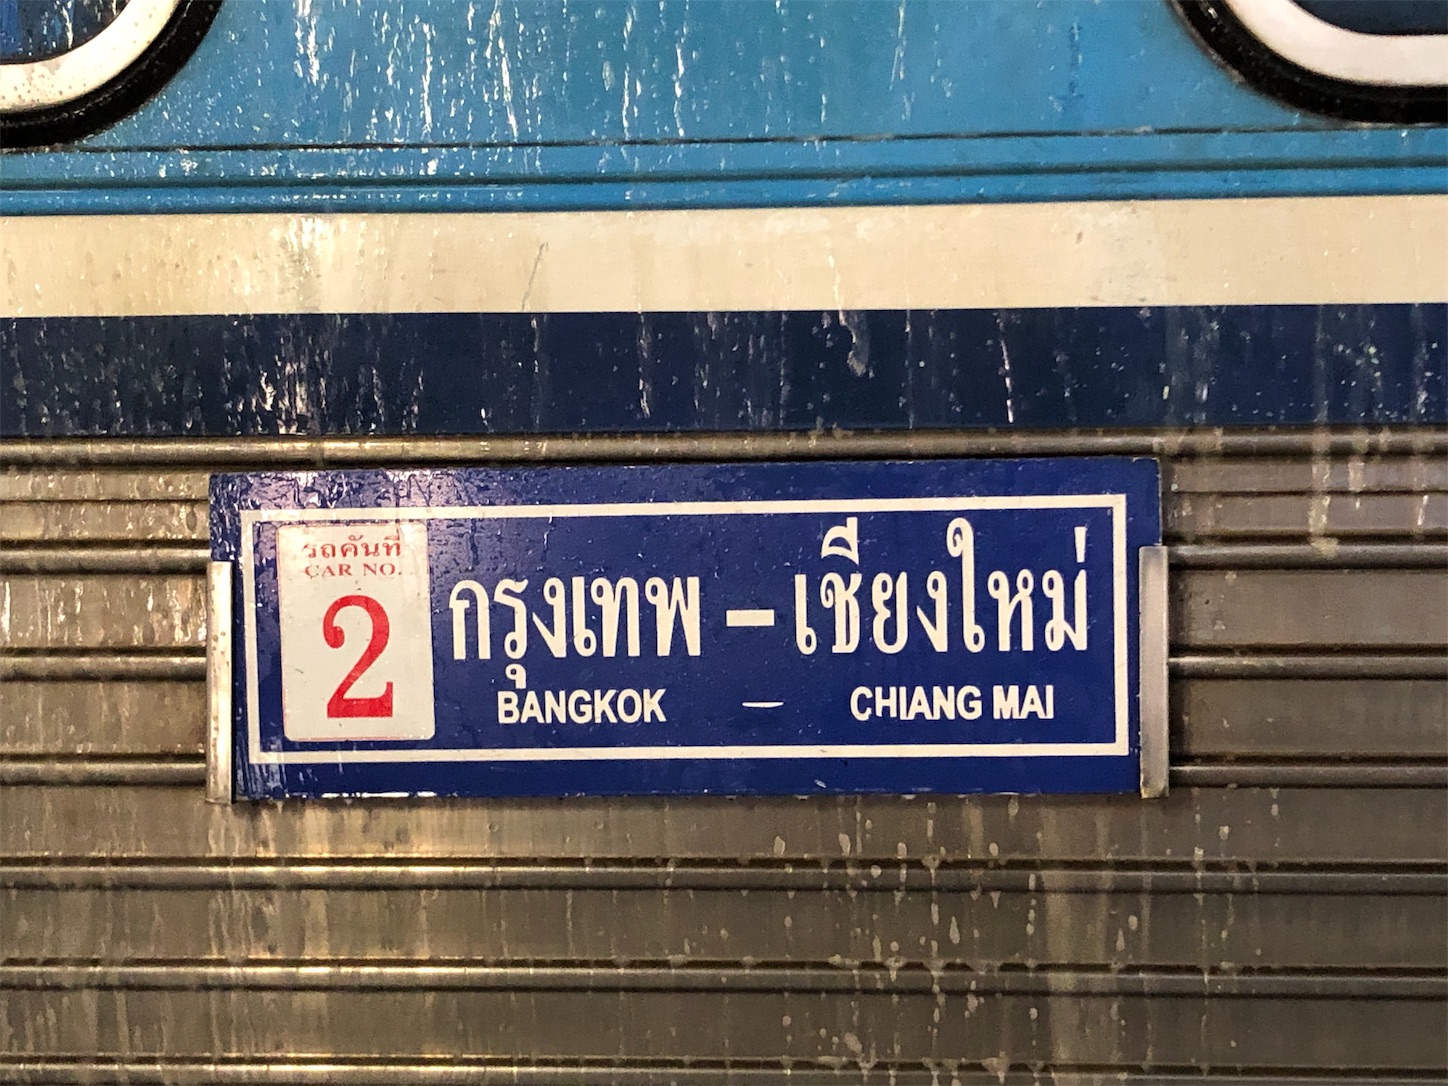 รถคันที่
CAR NO.
2
กรุงเทพ – เชียงใหม่
BANGKOK – CHIANG MAI